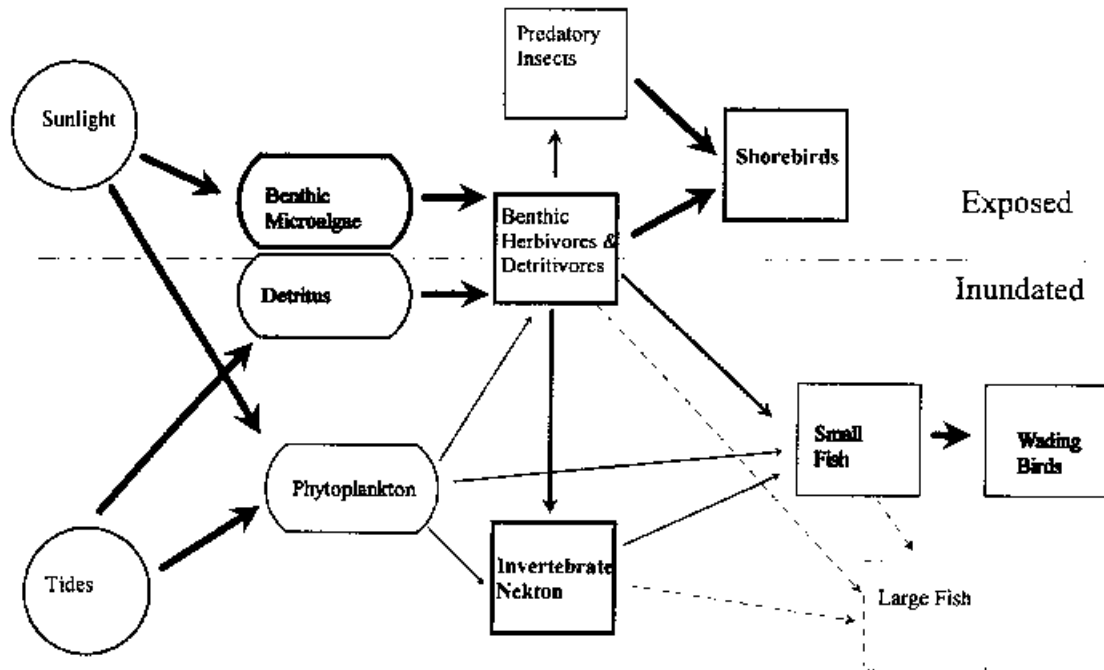 Predatory
Insects
Sunlight
Shorebirds
Benthic
Microalgae
Benthic
Herbivores &
Detritivores
Exposed
Detritus
Inundated
Small
Fish
Wading
Birds
Phytoplankton
Tides
Invertebrate
Nekton
Large Fish